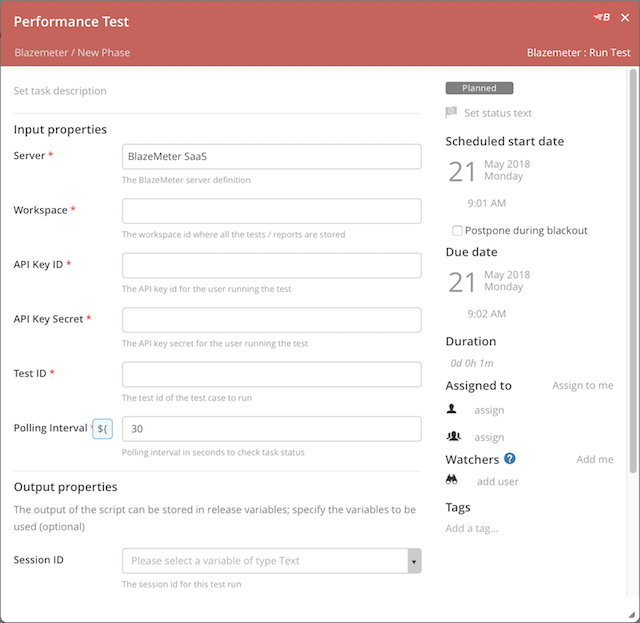 Performance Test
B
Blazemeter / New Phase
Blazemeter : Run Test
Set task description
Input properties
Server *
BlazeMeter SaaS
The BlazeMeter server definition
Workspace *
The workspace id where all the tests / reports are stored
API Key ID *
The API key id for the user running the test
API Key Secret *
The API key secret for the user running the test
Test ID *
The test id of the test case to run
Polling Interval *
${
30
Polling interval in seconds to check task status
Output properties
The output of the script can be stored in release variables; specify the variables to be
used (optional)
Session ID
Please select a variable of type Text
The session id for this test run
Planned
Set status text
Scheduled start date
21
May 2018
Monday
9:01 AM
Postpone during blackout
Due date
21
May 2018
Monday
9:02 AM
Duration
0d 0h 1m
Assigned to
Assign to me
assign
assign
Watchers ?
Add me
add user
Tags
Add a tag...